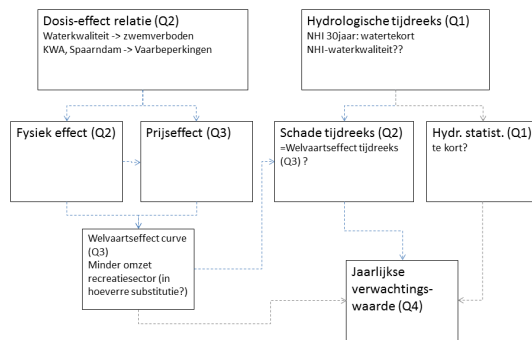 Dosis-effect relatie (Q2)
Waterkwaliteit -> zwemverboden
KWA, Spaarndam -> Vaarbeperkingen
Hydrologische tijdreeks (Q1)
NHI 30jaar: watertekort
NHI-waterkwaliteit??
Fysiek effect (Q2)
Prijseffect (Q3)
Schade tijdreeks (Q2)
=Welvaartseffect tijdreeks
(Q3) ?
Hydr. statist. (Q1)
te kort?
Welvaartseffect curve
(Q3)
Minder omzet
recreatiesector (in
hoeverre substitutie?)
Jaarlijkse
verwachtings-
waarde (Q4)